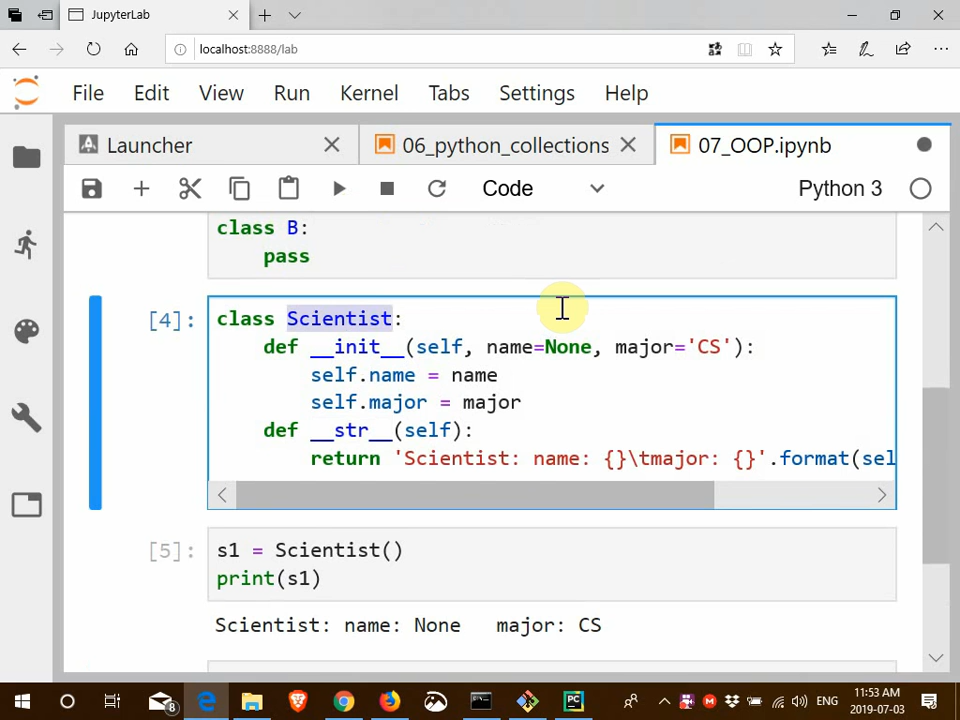 JupyterLab
localhost:8888/lab
File Edit View Run Kernel Tabs Settings Help
Launcher 06_python_collections 07_OOP.ipynb
Code Python 3
class B:
    pass
[4]: class Scientist:
    def __init__(self, name=None, major='CS'):
        self.name = name
        self.major = major
    def __str__(self):
        return 'Scientist: name: {}\tmajor: {}'.format(sel
[5]: s1 = Scientist()
print(s1)
Scientist: name: None   major: CS
8 PC ENG 11:53 AM
2019-07-03